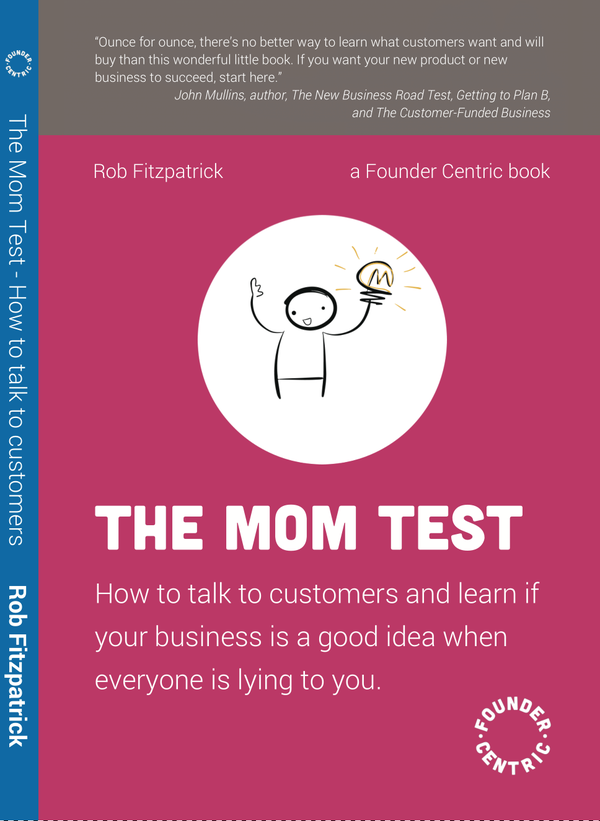 “Ounce for ounce, there’s no better way to learn what customers want and will
buy than this wonderful little book. If you want your new product or new
business to succeed, start here.”
John Mullins, author, The New Business Road Test, Getting to Plan B,
and The Customer-Funded Business
Rob Fitzpatrick
a Founder Centric book
M
THE MOM TEST
How to talk to customers and learn if
your business is a good idea when
everyone is lying to you.
FOUNDER
CENTRIC
FOUNDER
CENTRIC
The Mom Test - How to talk to customers
Rob Fitzpatrick